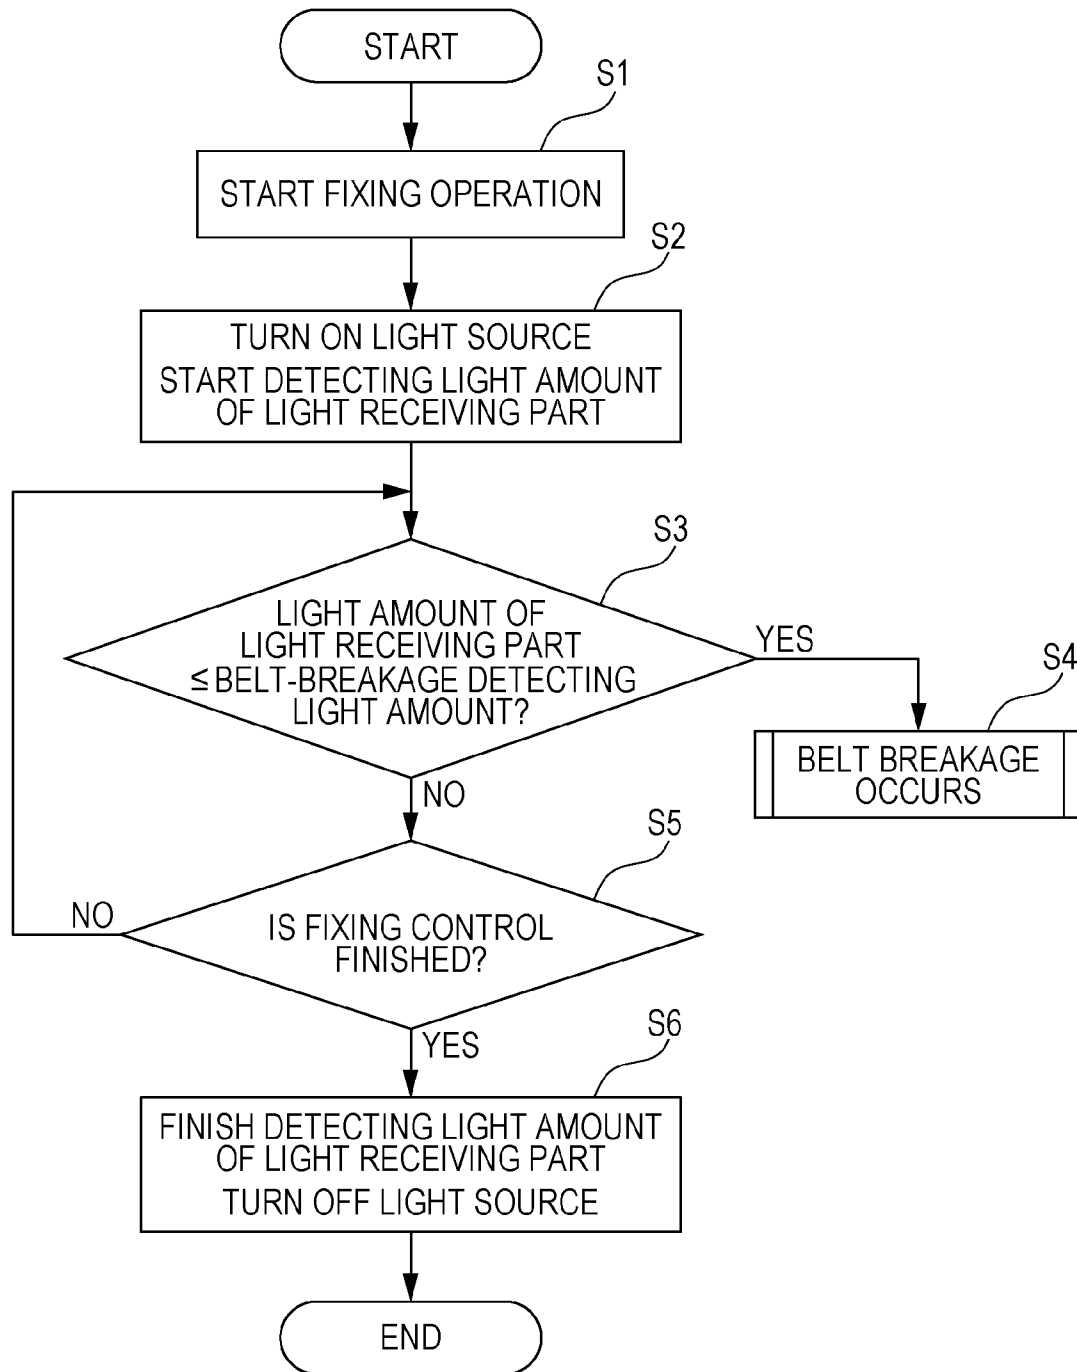 START
S1
START FIXING OPERATION
S2
TURN ON LIGHT SOURCE
START DETECTING LIGHT AMOUNT
OF LIGHT RECEIVING PART
S3
LIGHT AMOUNT OF
LIGHT RECEIVING PART
≤ BELT-BREAKAGE DETECTING
LIGHT AMOUNT?
YES
S4
BELT BREAKAGE
OCCURS
NO
S5
IS FIXING CONTROL
FINISHED?
NO
YES
S6
FINISH DETECTING LIGHT AMOUNT
OF LIGHT RECEIVING PART
TURN OFF LIGHT SOURCE
END